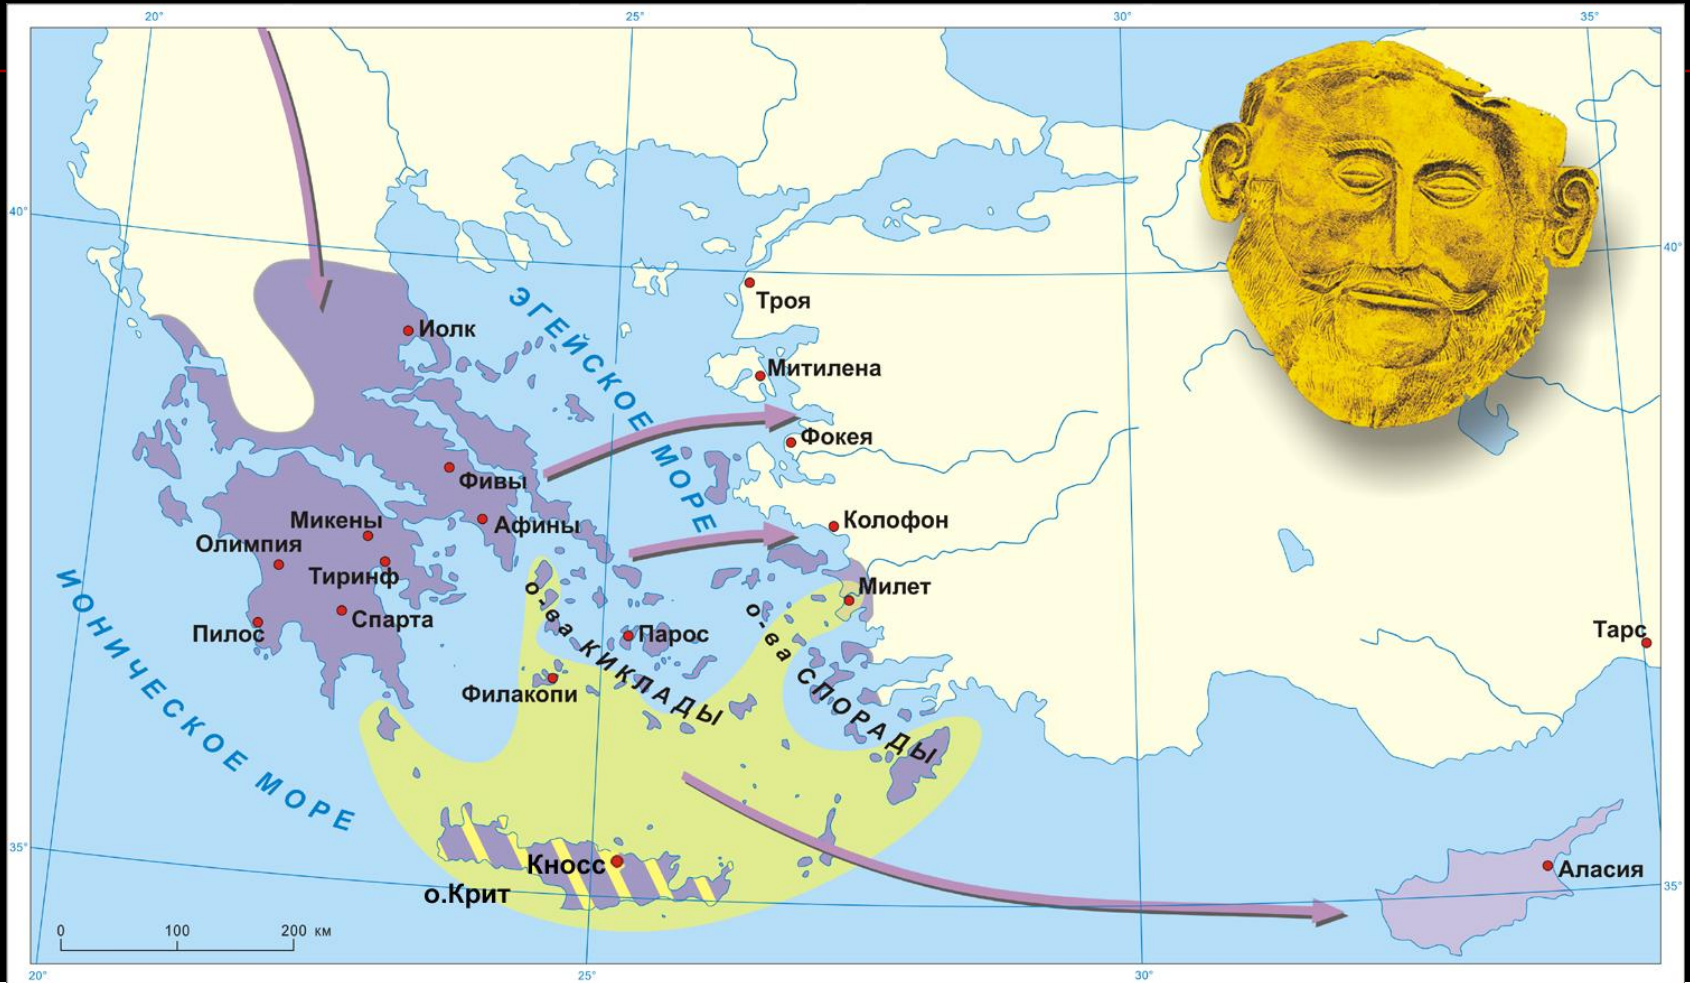 20°
25°
30°
35°
40°
40°
Троя
ЭГЕЙСКОЕ МОРЕ
Иолк
Митилена
Фокея
Фивы
Микены
Афины
Колофон
Олимпия
Тиринф
Милет
о-ва КИКЛАДЫ
о-ва СПОРАДЫ
ИОНИЧЕСКОЕ МОРЕ
Спарта
Пилос
Парос
Тарс
Филакопи
35°
Кносс
Аласия
35°
о.Крит
0 100 200 км
20°
25°
30°